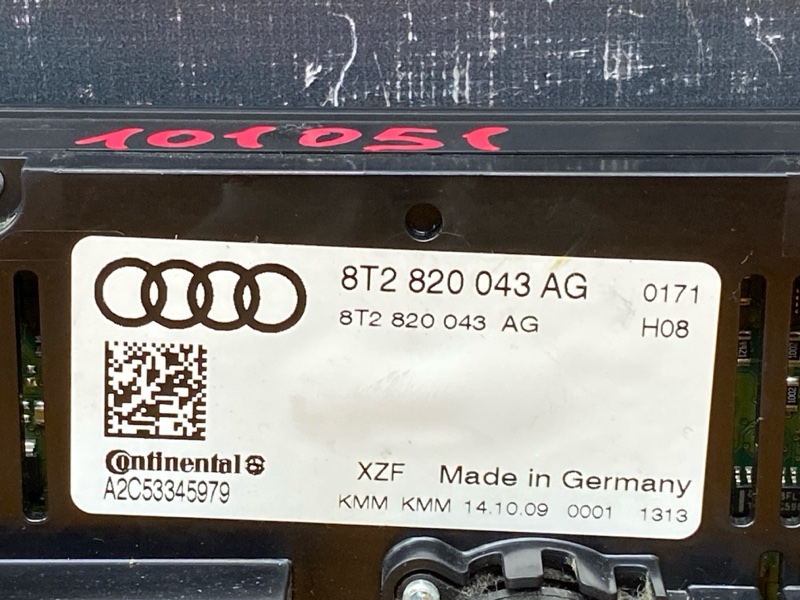 101051
8T2 820 043 AG 0171
8T2 820 043 AG H08
Continental
A2C53345979
XZF Made in Germany
KMM KMM 14.10.09 0001 1313